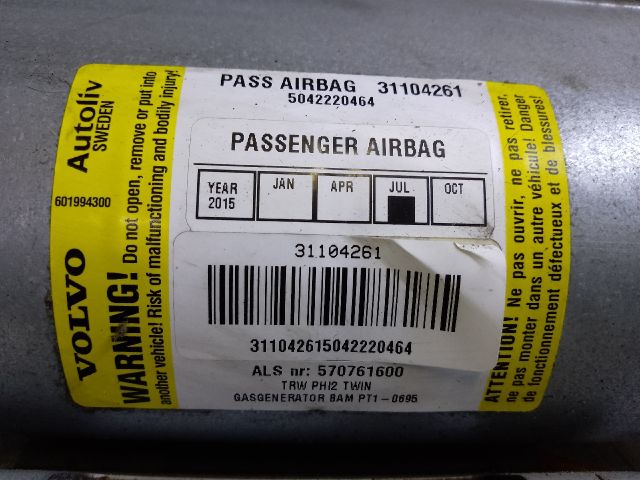 PASS AIRBAG 31104261
5042220464
PASSENGER AIRBAG
YEAR 2015 JAN APR JUL OCT
31104261
311042615042220464
ALS nr: 570761600
TRW PHI2 TWIN
GASGENERATOR BAM PT1-0695
Autoliv
SWEDEN
601994300
VOLVO
WARNING! Do not open, remove or put into
another vehicle! Risk of malfunctioning and bodily injury!
ATTENTION! Ne pas ouvrir, ne pas retirer,
ne pas monter dans un autre véhicule! Danger
de fonctionnement défectueux et de blessures!